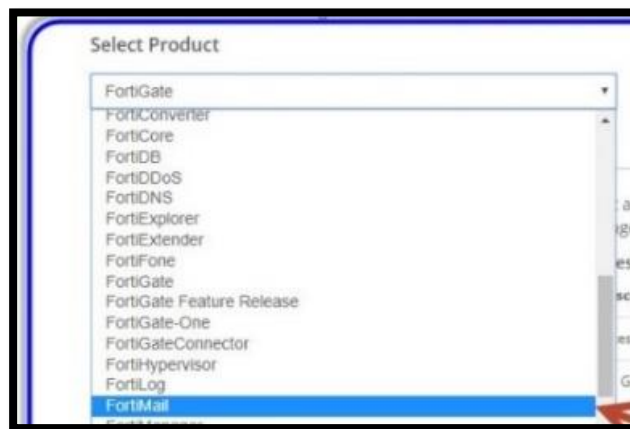 Select Product
FortiGate
FortiConverter
FortiCore
FortiDB
FortiDDoS
FortiDNS
FortiExplorer
FortiExtender
FortiFone
FortiGate
FortiGate Feature Release
FortiGate-One
FortiGateConnector
FortiHypervisor
FortiLog
FortiMail